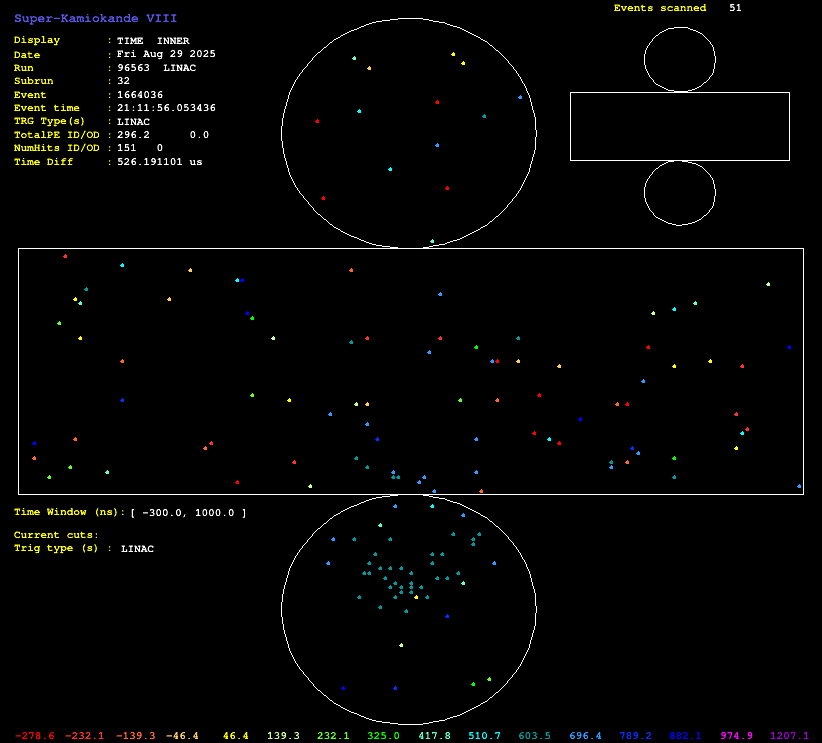 Super-Kamiokande VIII
Events scanned 51
Display : TIME INNER
Date : Fri Aug 29 2025
Run : 96563 LINAC
Subrun : 32
Event : 1664036
Event time : 21:11:56.053436
TRG Type(s) : LINAC
TotalPE ID/OD : 296.2 0.0
NumHits ID/OD : 151 0
Time Diff : 526.191101 us
Time Window (ns): [ -300.0, 1000.0 ]
Current cuts:
Trig type (s) : LINAC
-278.6 -232.1 -139.3 -46.4 46.4 139.3 232.1 325.0 417.8 510.7 603.5 696.4 789.2 882.1 974.9 1207.1